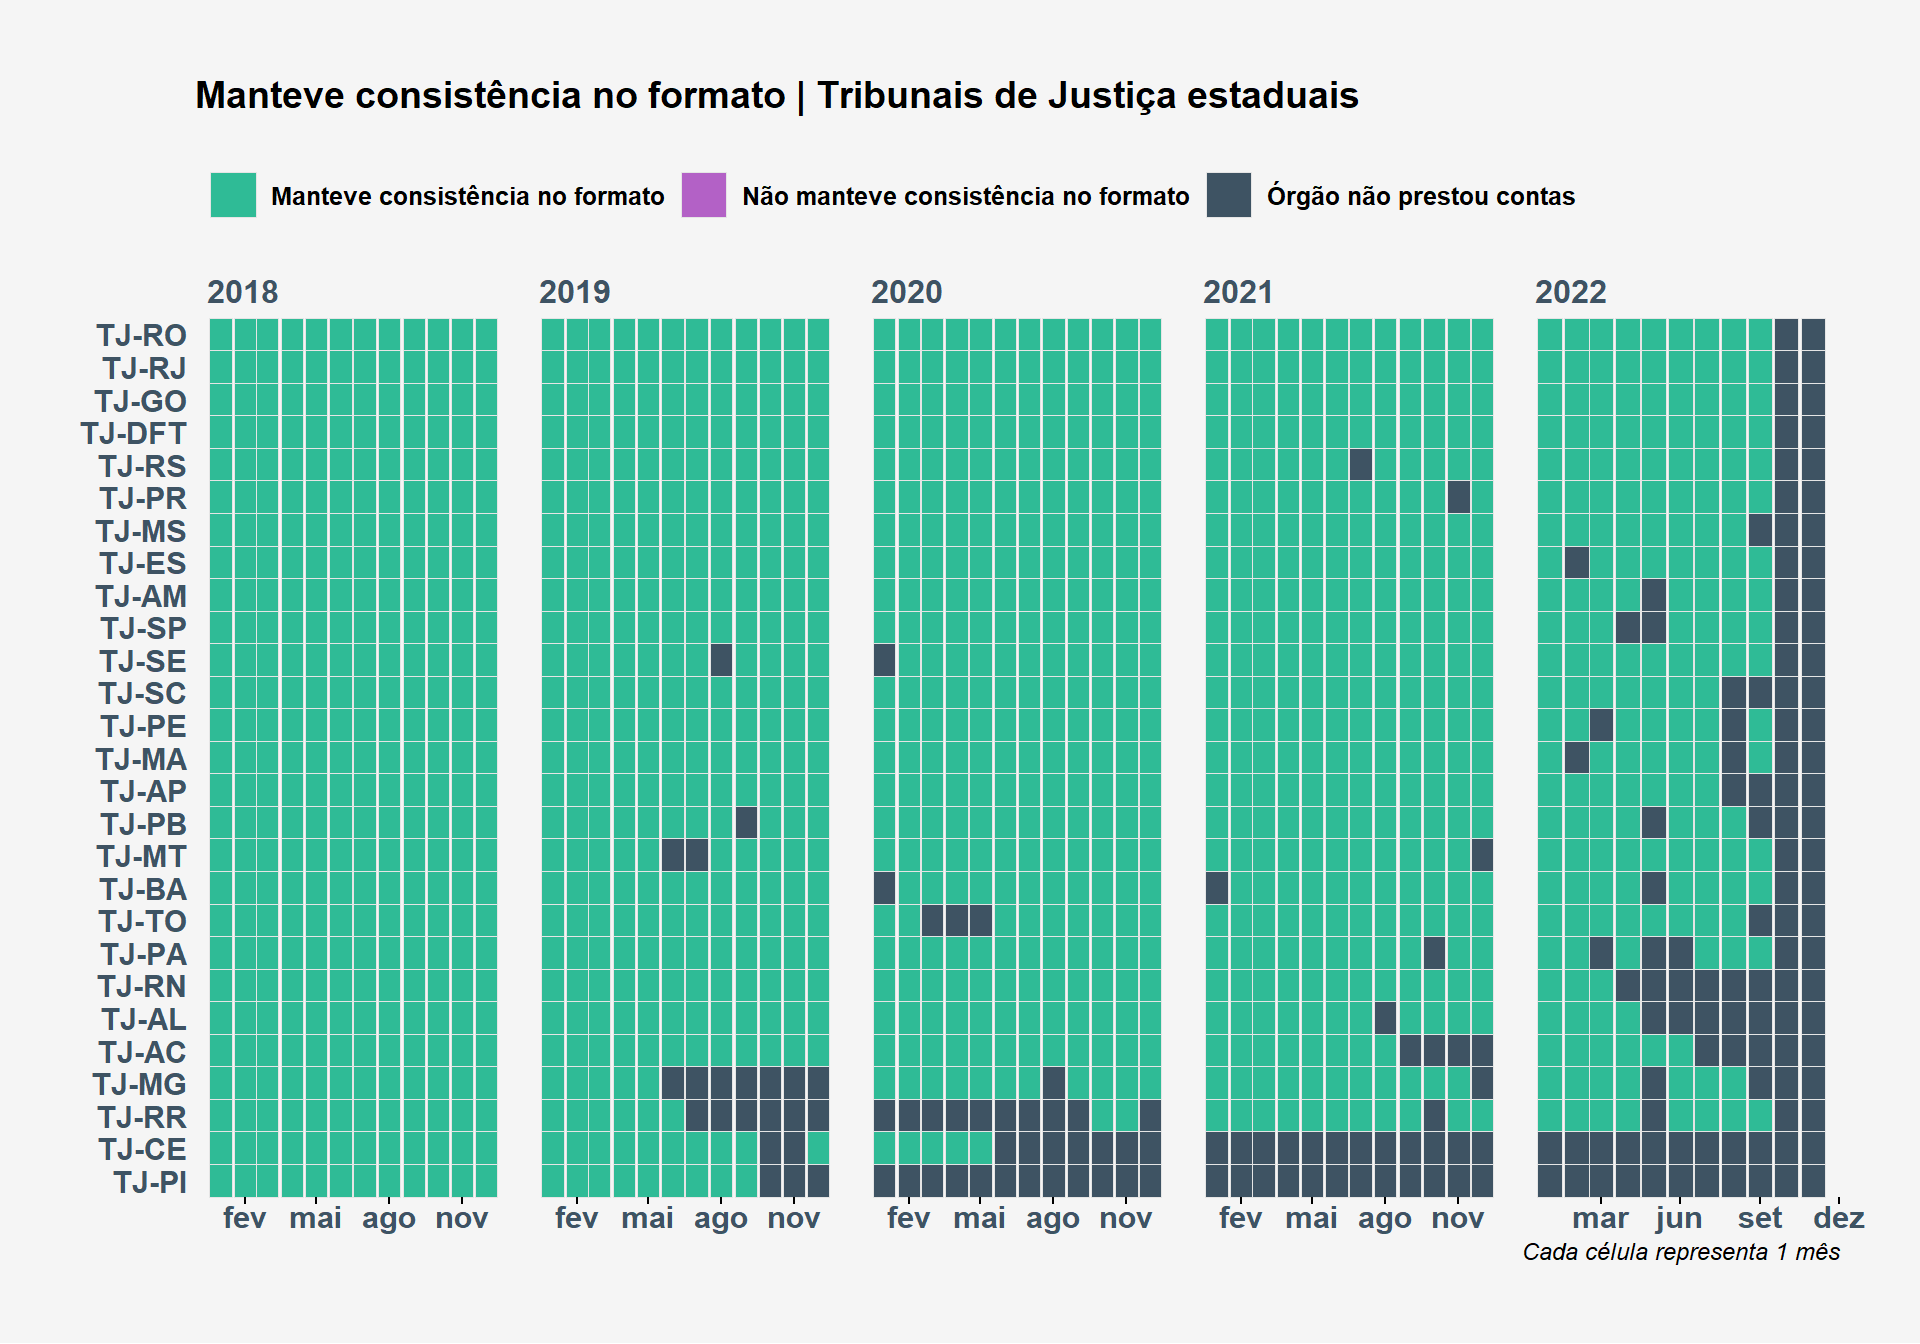 Manteve consistência no formato | Tribunais de Justiça estaduais
Manteve consistência no formato Não manteve consistência no formato Órgão não prestou contas
2018 2019 2020 2021 2022
TJ-RO
TJ-RJ
TJ-GO
TJ-DFT
TJ-RS
TJ-PR
TJ-MS
TJ-ES
TJ-AM
TJ-SP
TJ-SE
TJ-SC
TJ-PE
TJ-MA
TJ-AP
TJ-PB
TJ-MT
TJ-BA
TJ-TO
TJ-PA
TJ-RN
TJ-AL
TJ-AC
TJ-MG
TJ-RR
TJ-CE
TJ-PI
fev mai ago nov fev mai ago nov fev mai ago nov fev mai ago nov mar jun set dez
Cada célula representa 1 mês